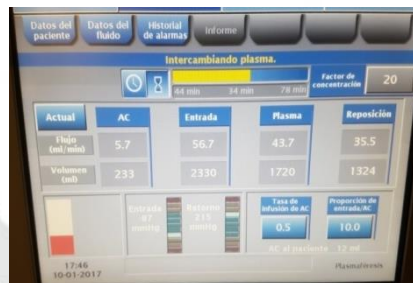 Datos del paciente
Datos del fluido
Historial de alarmas
Informe
Intercambiando plasma.
44 min 34 min 78 min
Factor de concentración 20
Actual AC Entrada Plasma Reposición
Flujo (ml/min) 5.7 56.7 43.7 35.5
Volumen (ml) 233 2330 1720 1324
Entrada 87 mmHg
Retorno 215 mmHg
Tasa de infusión de AC 0.5
Proporción de entrada/AC 10.0
AC al paciente 12 ml
17:46
10-01-2017
Plasmaféresis